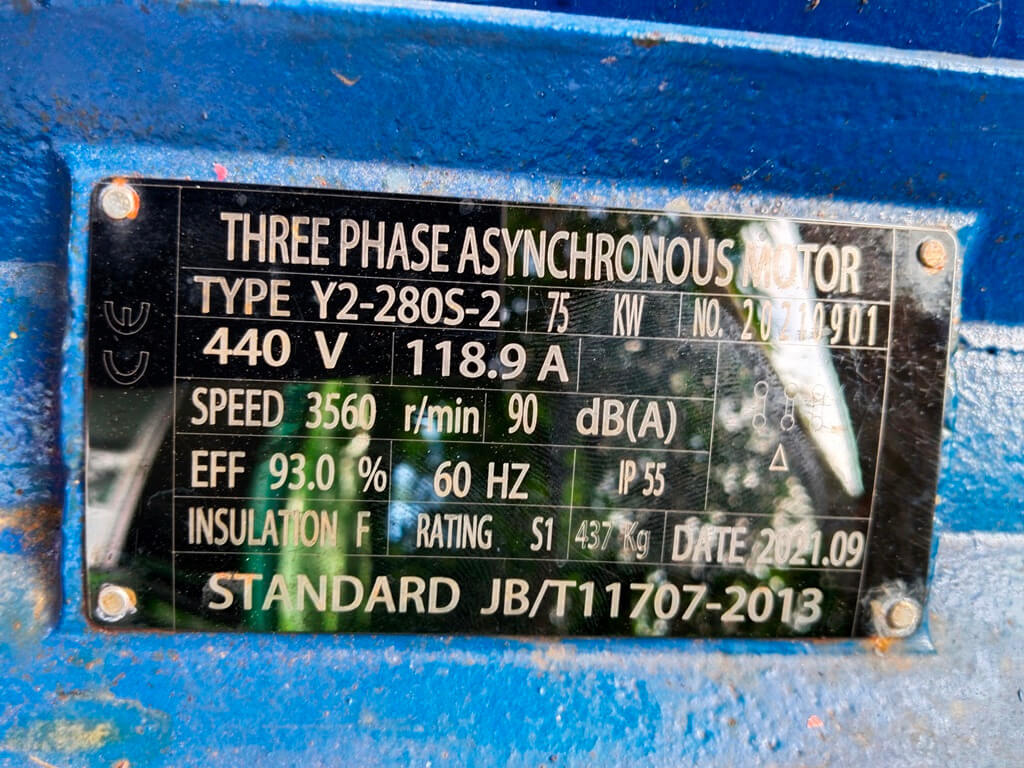 THREE PHASE ASYNCHRONOUS MOTOR
TYPE Y2-280S-2 75 KW NO. 20210901
440 V 118.9 A
SPEED 3560 r/min 90 dB(A)
EFF 93.0 % 60 HZ IP 55
△
INSULATION F RATING S1 437 Kg DATE 2021.09
STANDARD JB/T11707-2013
CE